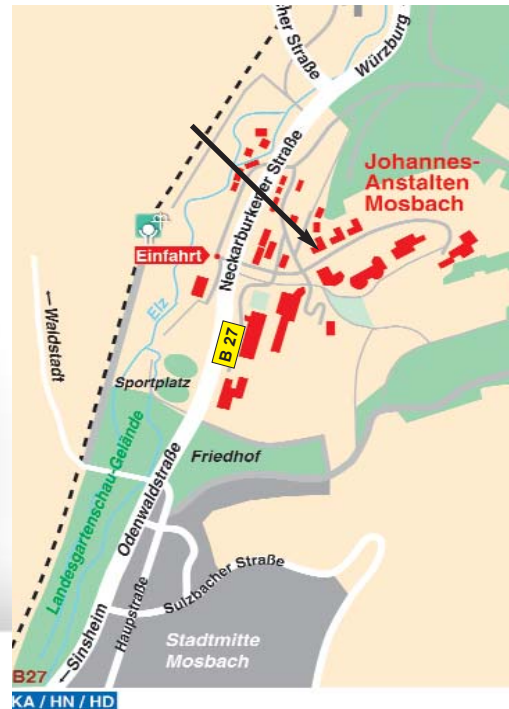 cher Straße
Würzburg
Neckarburkener Straße
Johannes-
Anstalten
Mosbach
Einfahrt
Elz
← Waldstadt
B 27
Sportplatz
Landesgartenschau-Gelände
Friedhof
Odenwaldstraße
Sulzbacher Straße
Haupstraße
←Sinsheim
Stadtmitte
Mosbach
B27
KA / HN / HD